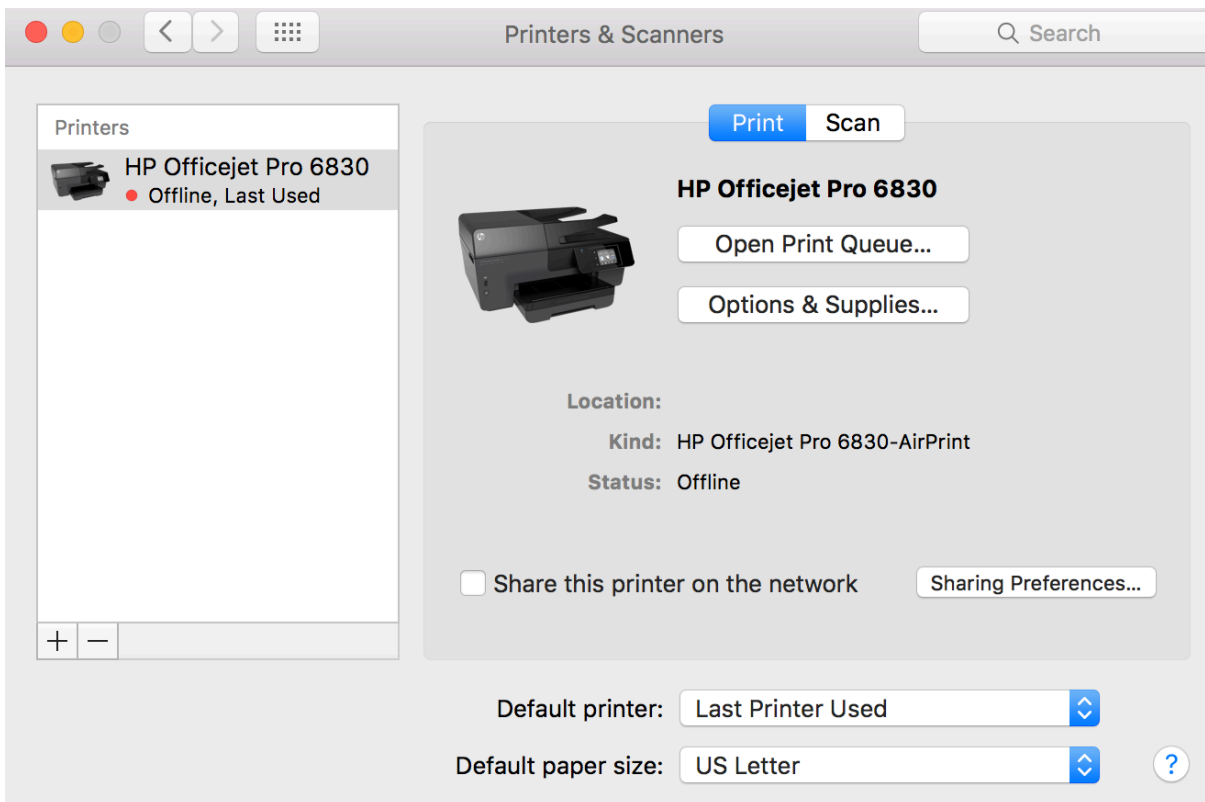 Printers & Scanners
Search
Printers
HP Officejet Pro 6830
Offline, Last Used
Print
Scan
HP Officejet Pro 6830
Open Print Queue...
Options & Supplies...
Location:
Kind: HP Officejet Pro 6830-AirPrint
Status: Offline
Share this printer on the network
Sharing Preferences...
Default printer: Last Printer Used
Default paper size: US Letter
?